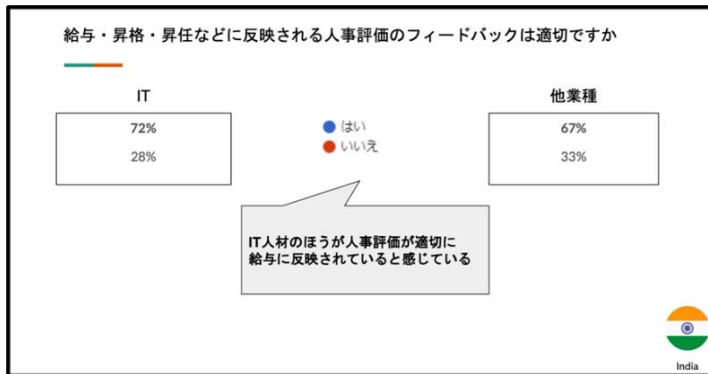 給与・昇格・昇任などに反映される人事評価のフィードバックは適切ですか
IT
72%
28%
はい
いいえ
他業種
67%
33%
IT人材のほうが人事評価が適切に
給与に反映されていると感じている
India